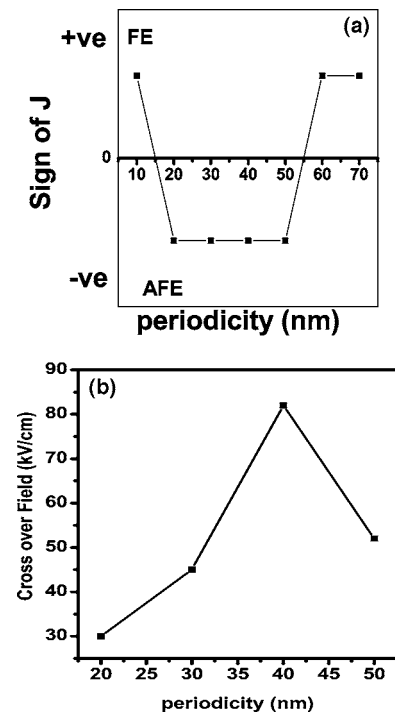 (a)
+ve
FE
Sign of J
0
10 20 30 40 50 60 70
-ve
AFE
periodicity (nm)
(b)
Cross over Field (kV/cm)
90
80
70
60
50
40
30
20 25 30 35 40 45 50
periodicity (nm)